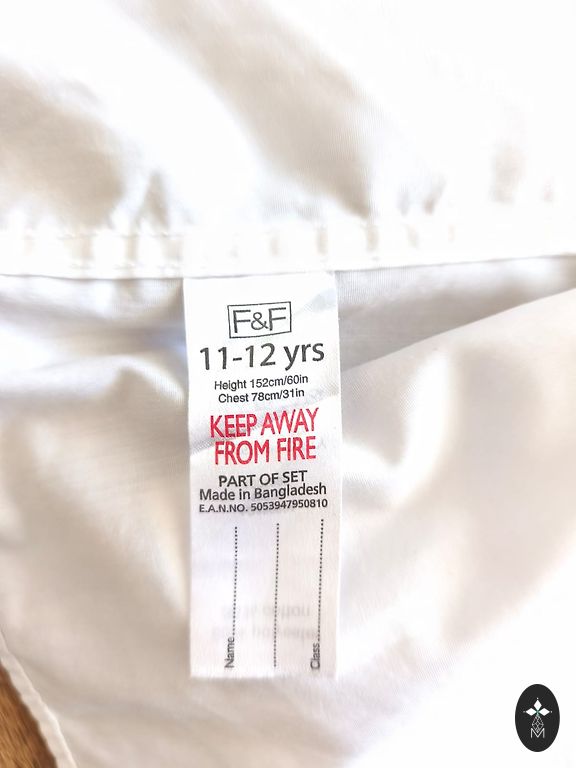 F&F
11-12 yrs
Height 152cm/60in
Chest 78cm/31in
KEEP AWAY
FROM FIRE
PART OF SET
Made in Bangladesh
E.A.N.NO. 5053947950810
Name
Class
M